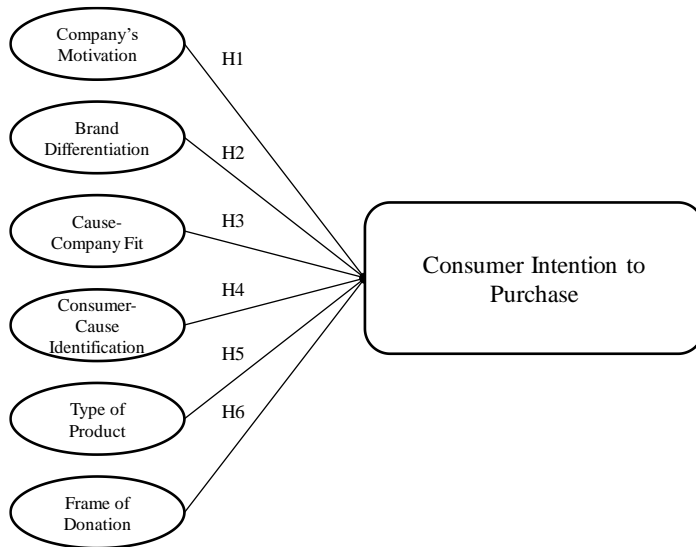 Company's
Motivation
H1
Brand
Differentiation
H2
Cause-
Company Fit
H3
Consumer-
Cause
Identification
H4
Type of
Product
H5
Frame of
Donation
H6
Consumer Intention to
Purchase